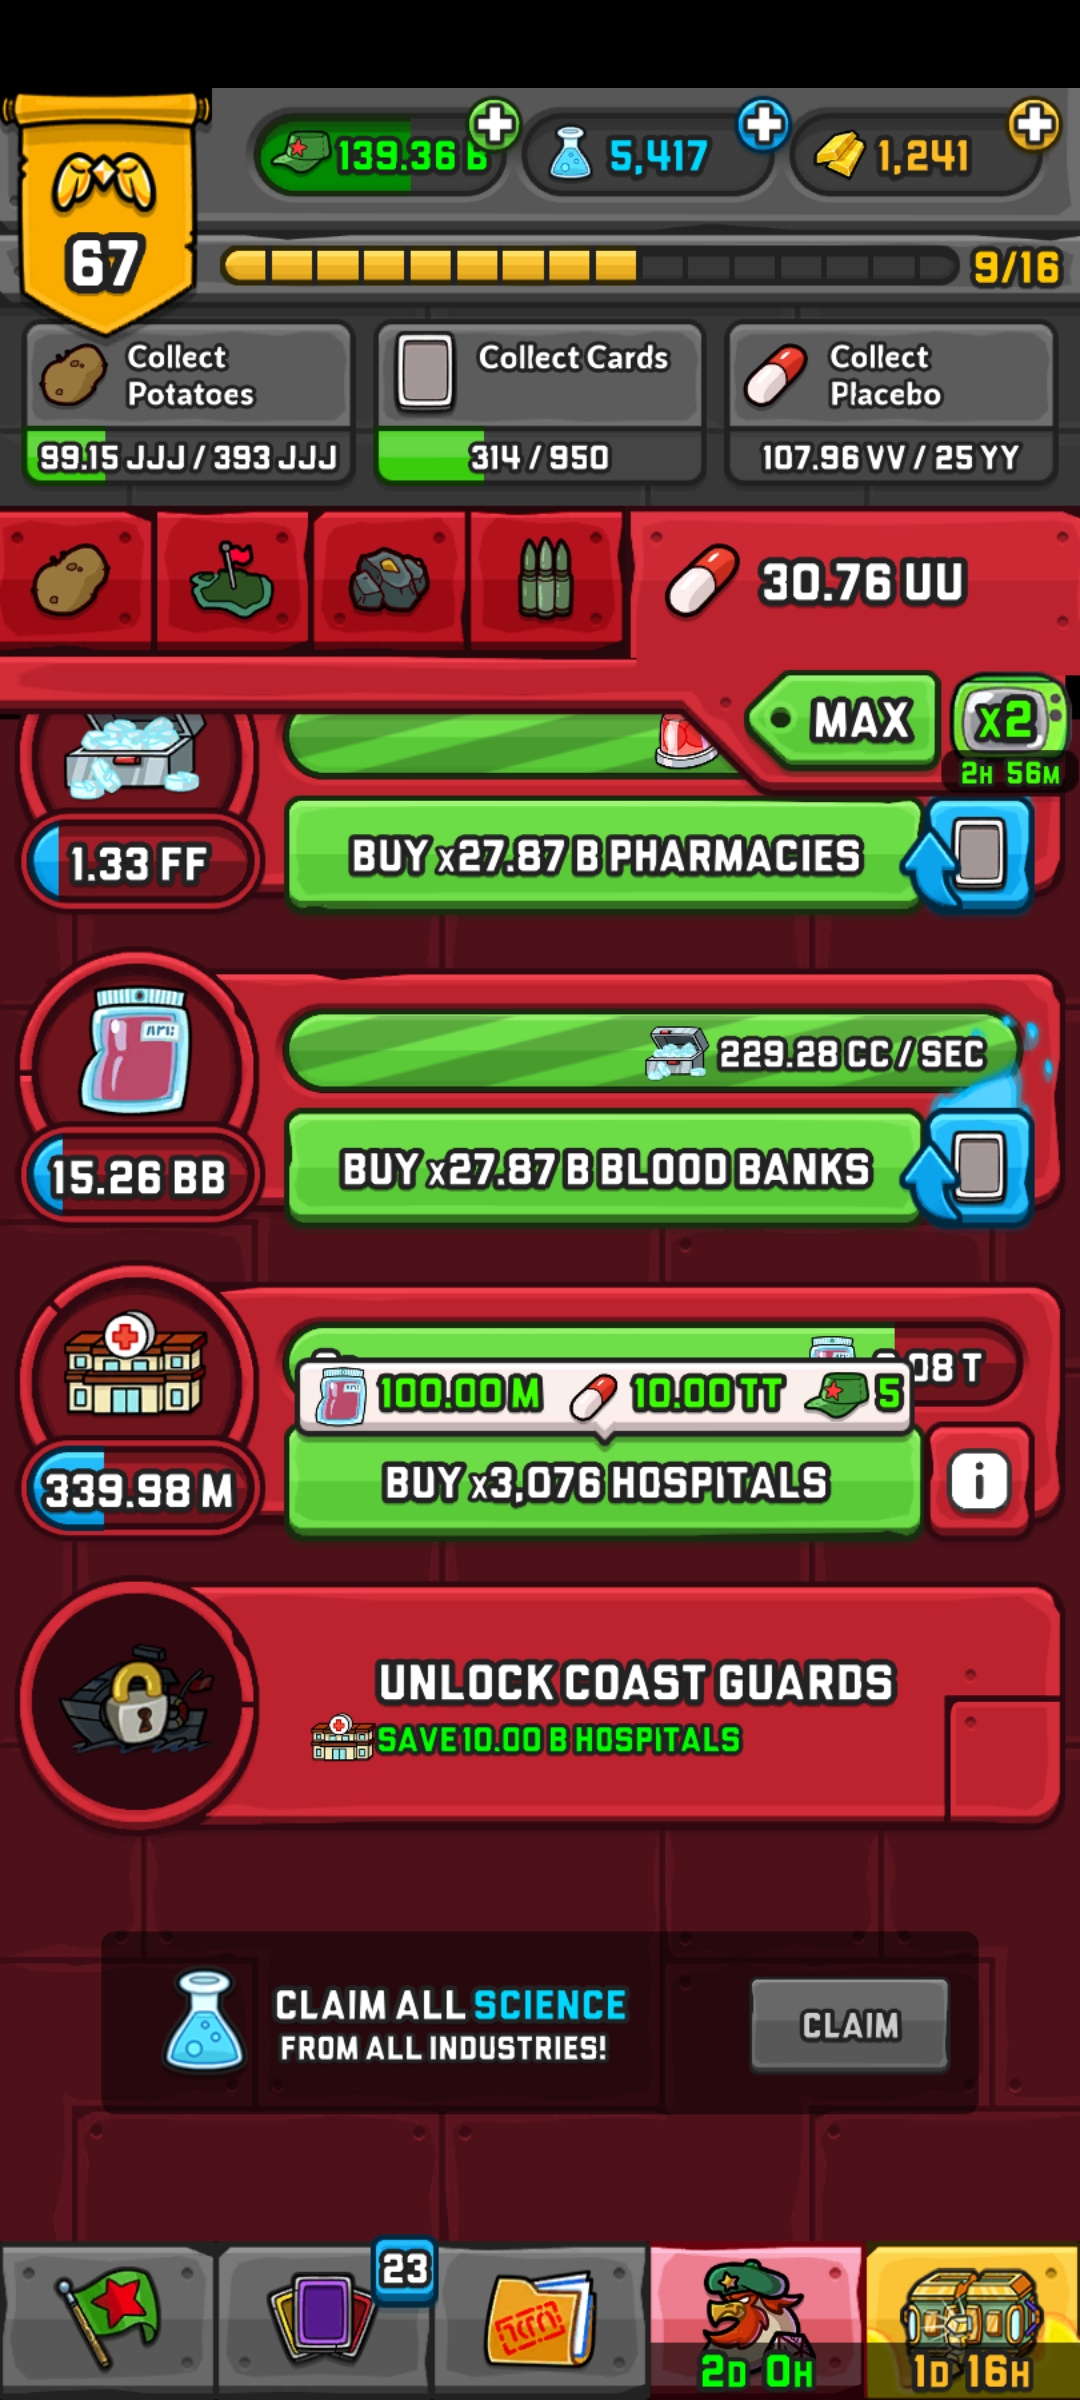 139.36 B
5,417
1,241
67
9/16
Collect
Potatoes
99.15 JJJ / 393 JJJ
Collect Cards
314 / 950
Collect
Placebo
107.96 VV / 25 YY
30.76 UU
MAX
x2
2H 56M
1.33 FF
BUY x27.87 B PHARMACIES
229.28 CC / SEC
15.26 BB
BUY x27.87 B BLOOD BANKS
08 T
100.00 M
10.00 TT
5
339.98 M
BUY x3,076 HOSPITALS
i
UNLOCK COAST GUARDS
SAVE 10.00 B HOSPITALS
CLAIM ALL SCIENCE
FROM ALL INDUSTRIES!
CLAIM
23
2D 0H
1D 16H